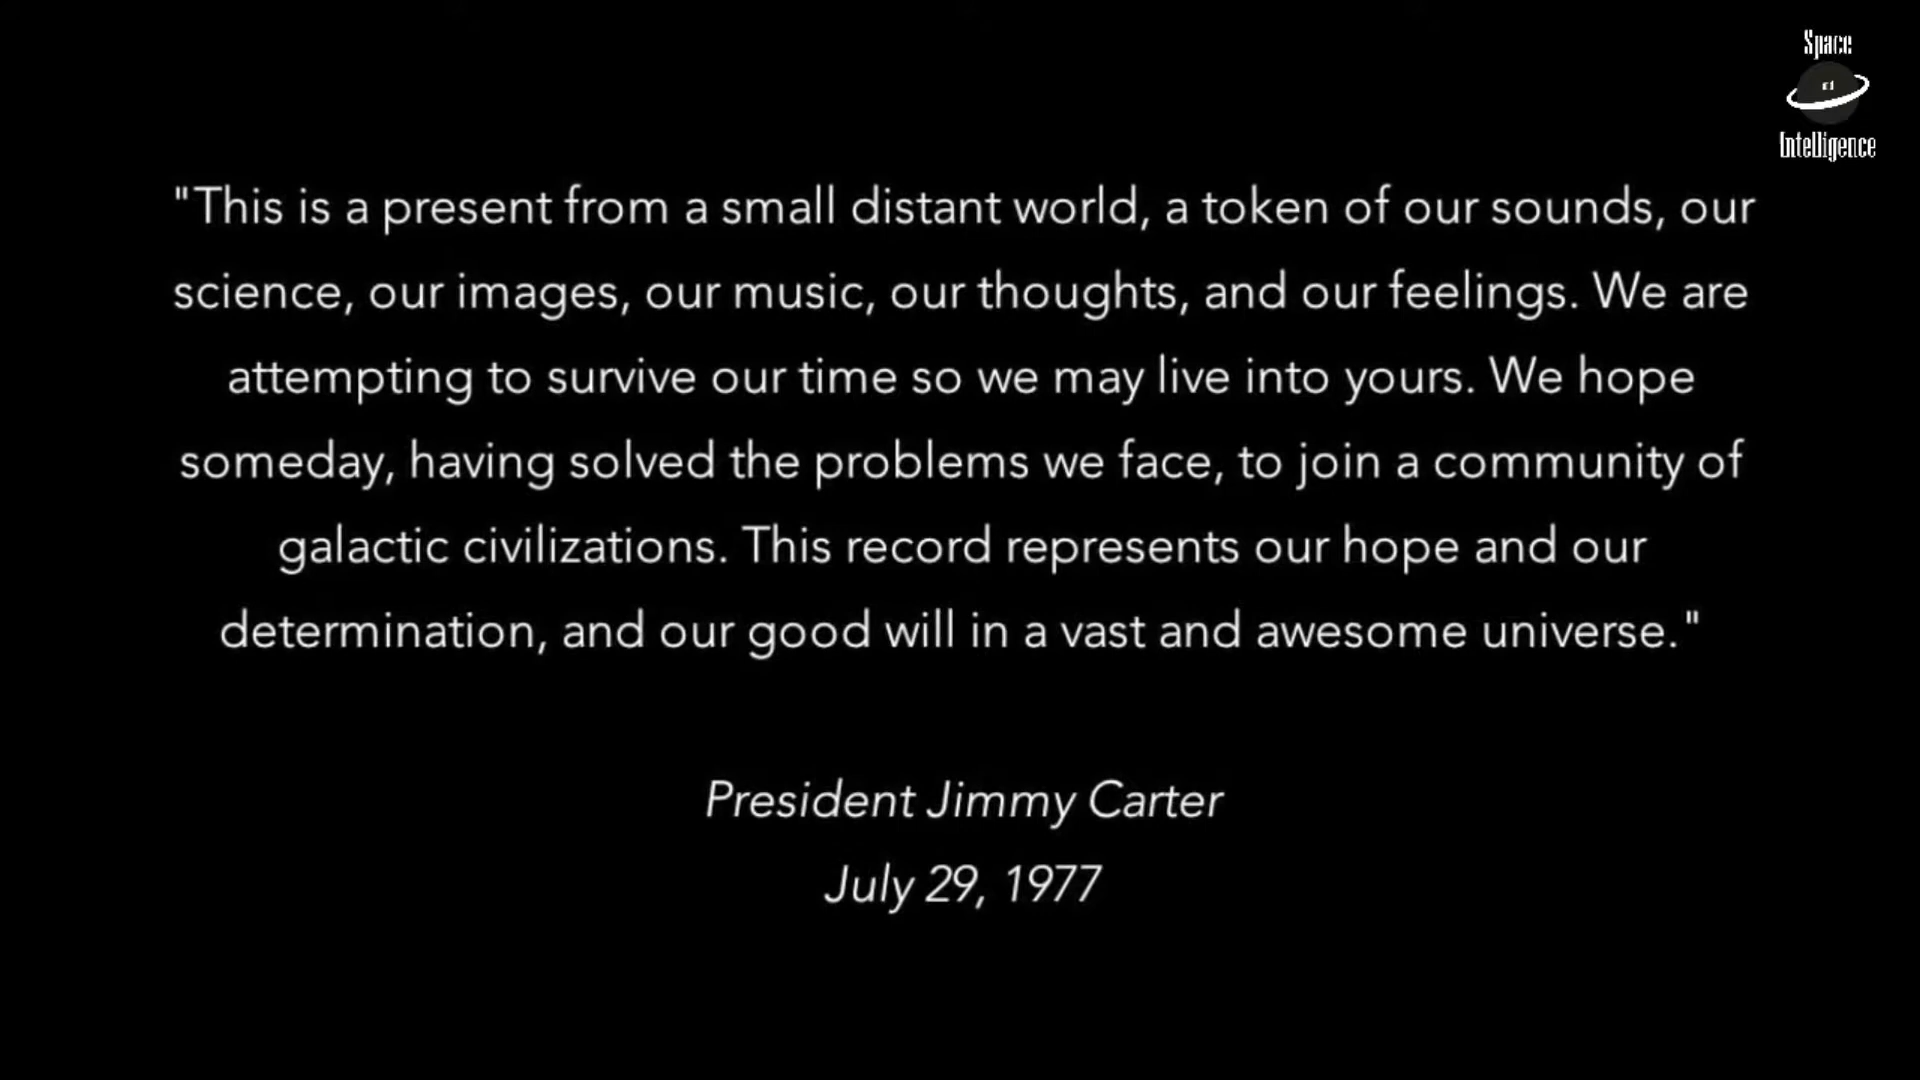 Space
Intelligence
"This is a present from a small distant world, a token of our sounds, our
science, our images, our music, our thoughts, and our feelings. We are
attempting to survive our time so we may live into yours. We hope
someday, having solved the problems we face, to join a community of
galactic civilizations. This record represents our hope and our
determination, and our good will in a vast and awesome universe."
President Jimmy Carter
July 29, 1977